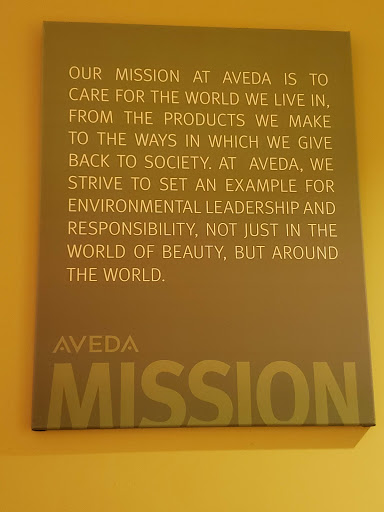 OUR MISSION AT AVEDA IS TO
CARE FOR THE WORLD WE LIVE IN,
FROM THE PRODUCTS WE MAKE
TO THE WAYS IN WHICH WE GIVE
BACK TO SOCIETY. AT AVEDA, WE
STRIVE TO SET AN EXAMPLE FOR
ENVIRONMENTAL LEADERSHIP AND
RESPONSIBILITY, NOT JUST IN THE
WORLD OF BEAUTY, BUT AROUND
THE WORLD.
AVEDA
MISSION